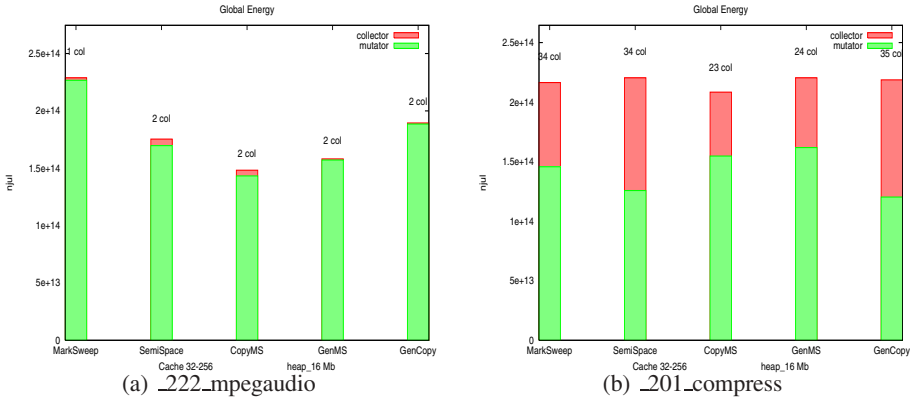 Global Energy
collector
mutator
2.5e+14
2e+14
1.5e+14
1e+14
5e+13
0
njul
1 col
2 col
2 col
2 col
2 col
MarkSweep SemiSpace CopyMS GenMS GenCopy
Cache 32-256 heap_16 Mb
(a) _222_mpegaudio
Global Energy
collector
mutator
2.5e+14
2e+14
1.5e+14
1e+14
5e+13
0
njul
34 col
34 col
23 col
24 col
35 col
MarkSweep SemiSpace CopyMS GenMS GenCopy
Cache 32-256 heap_16 Mb
(b) _201_compress